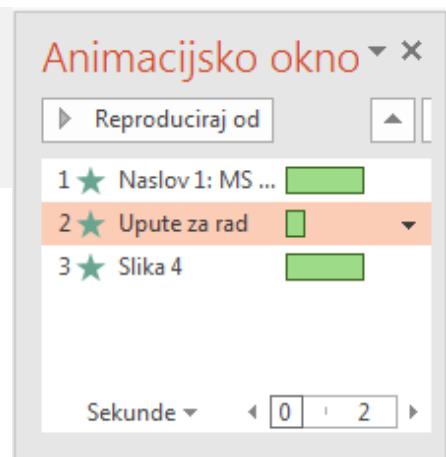 Animacijsko okno
Reproduciraj od
1 Naslov 1: MS ...
2 Upute za rad
3 Slika 4
Sekunde 0 2